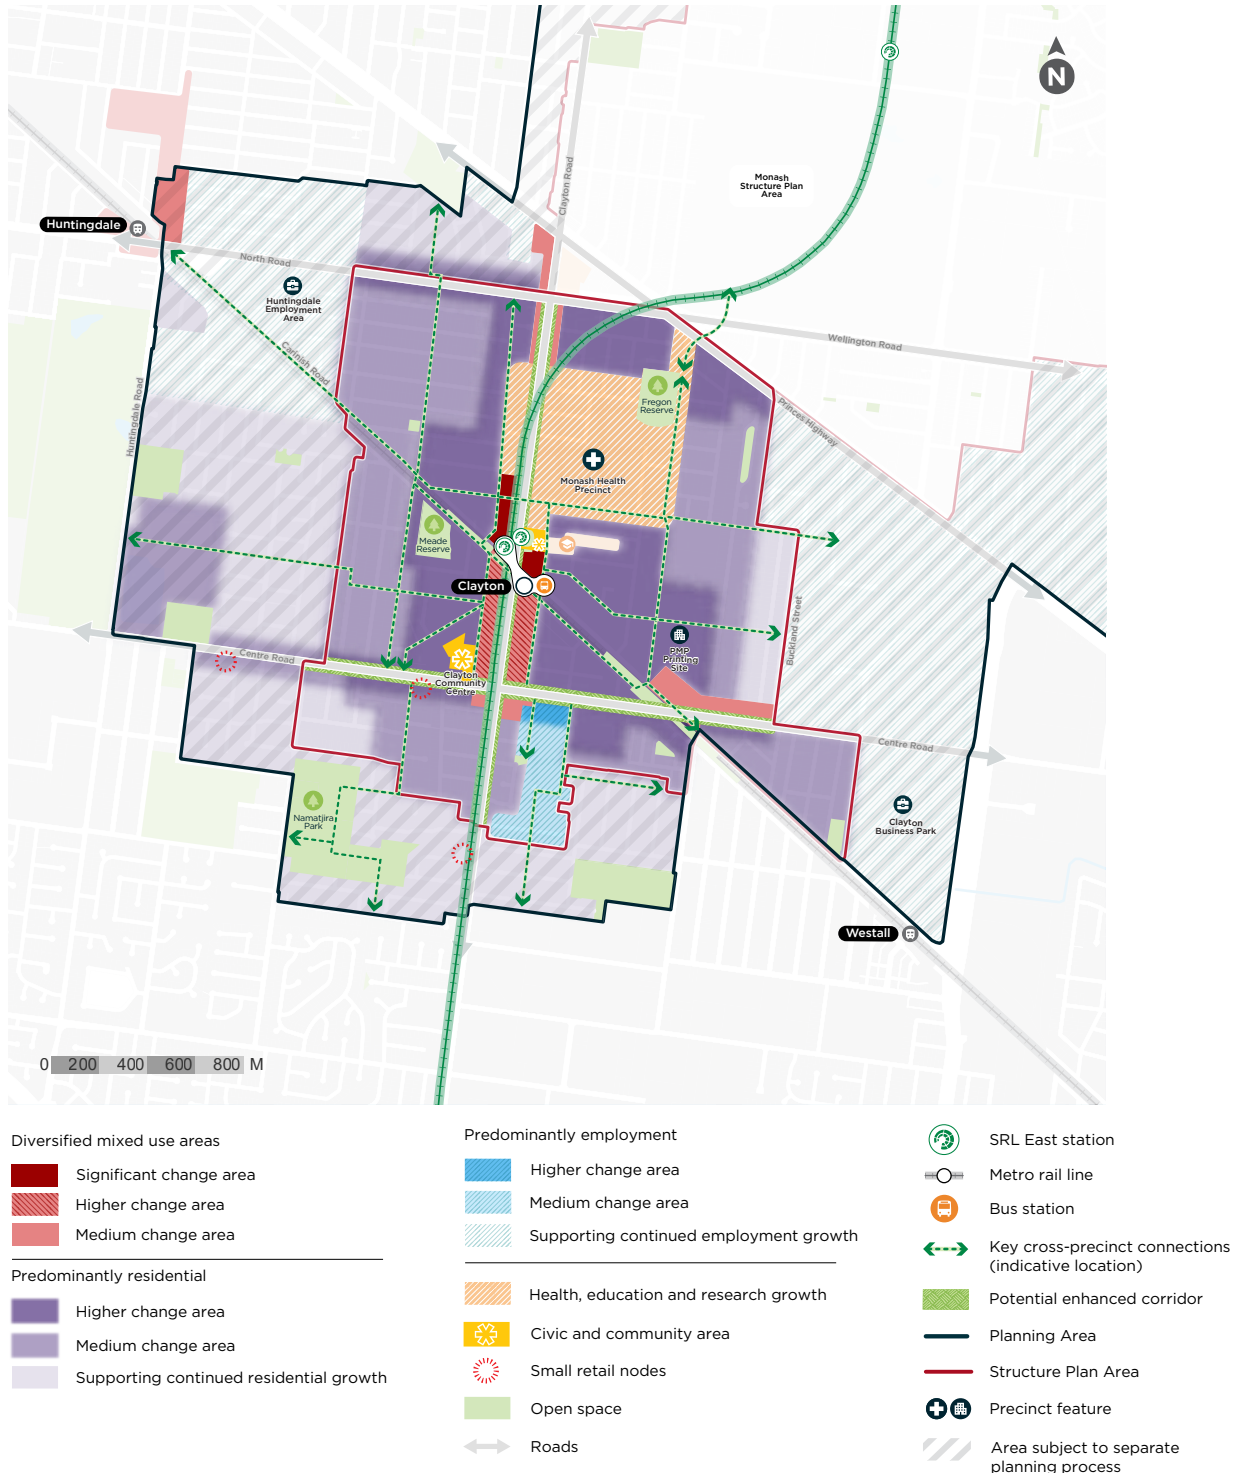 N
Monash
Structure Plan
Area
Clayton Road
Huntingdale
North Road
Huntingdale
Employment
Area
Carinish Road
Wellington Road
Huntingdale Road
Fregon
Reserve
Princes Highway
Monash Health
Precinct
Meade
Reserve
Clayton
Buckland Street
PMP
Printing
Site
Centre Road
Clayton
Community
Centre
Centre Road
Namatjira
Park
Clayton
Business Park
Westall
0 200 400 600 800 M
Diversified mixed use areas
Significant change area
Higher change area
Medium change area
Predominantly residential
Higher change area
Medium change area
Supporting continued residential growth
Predominantly employment
Higher change area
Medium change area
Supporting continued employment growth
Health, education and research growth
Civic and community area
Small retail nodes
Open space
Roads
SRL East station
Metro rail line
Bus station
Key cross-precinct connections
(indicative location)
Potential enhanced corridor
Planning Area
Structure Plan Area
Precinct feature
Area subject to separate
planning process